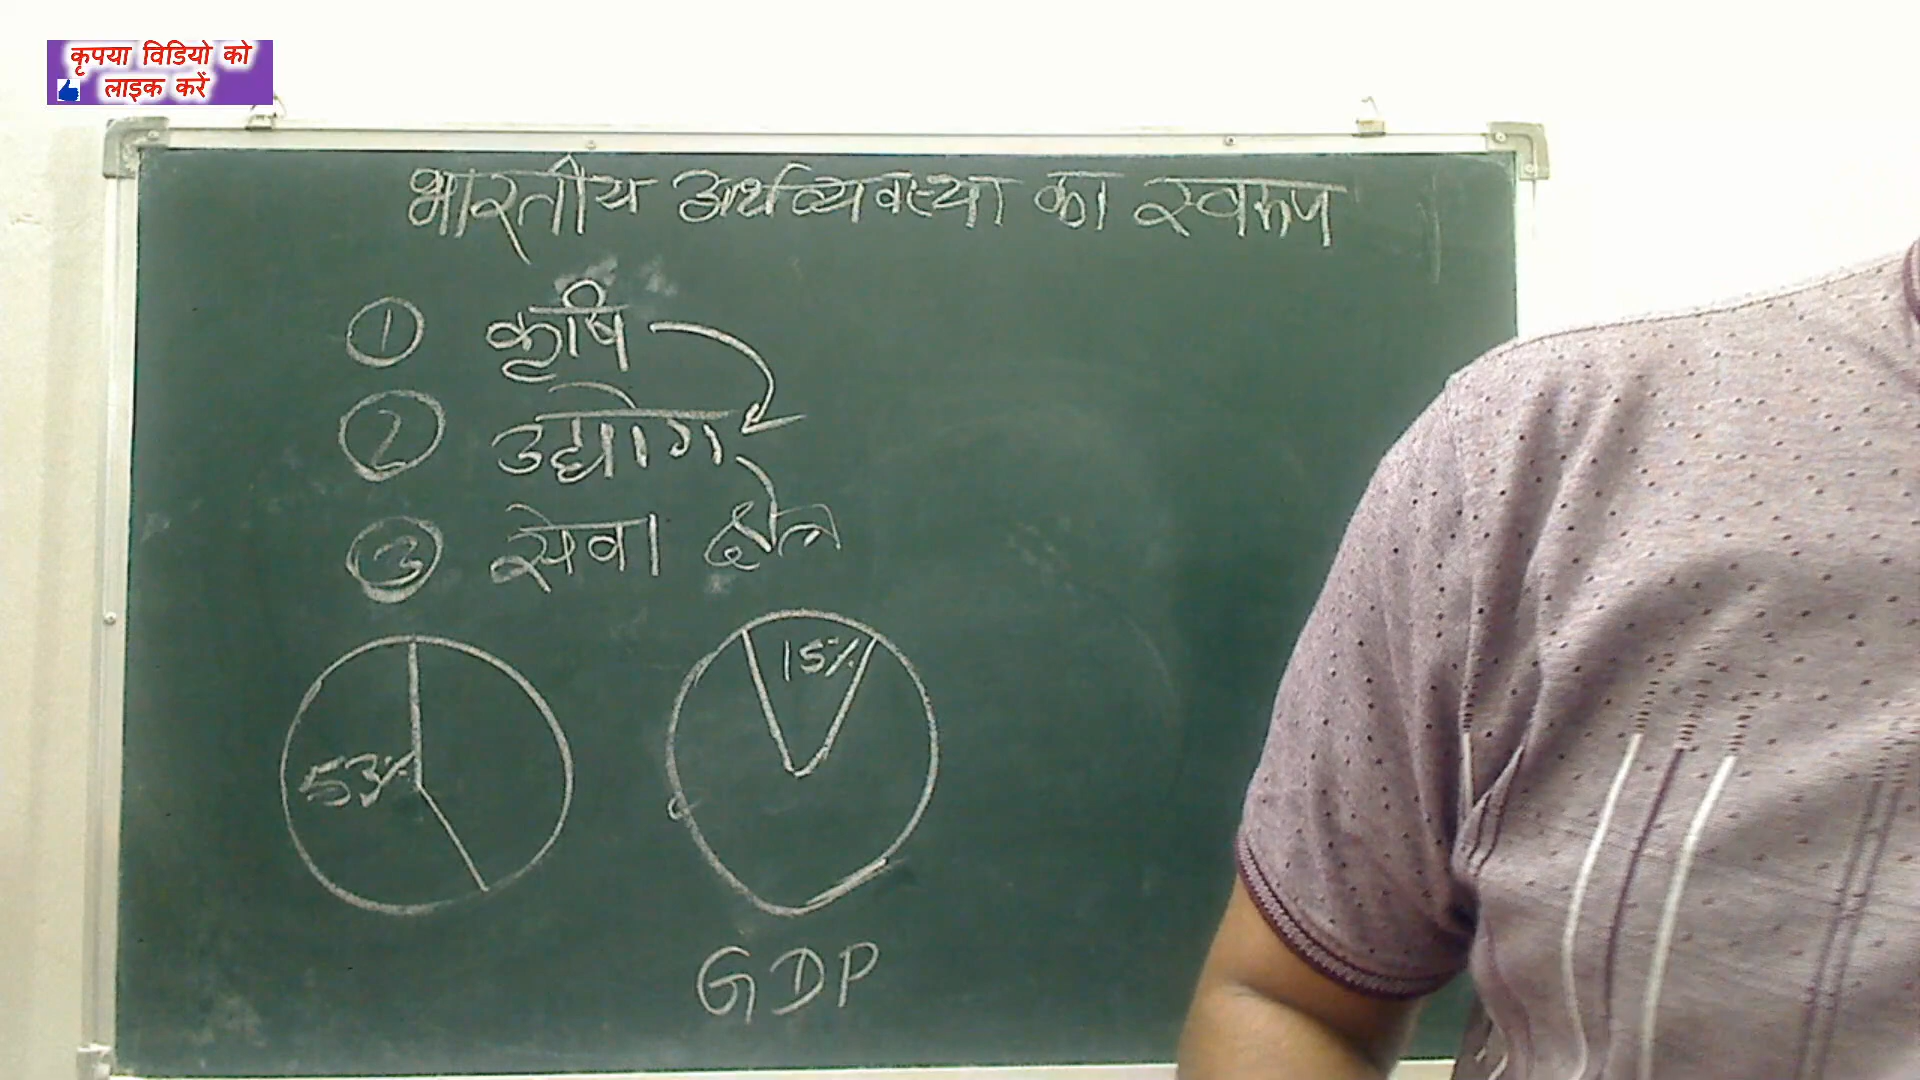 कृपया विडियो को
लाइक करें
भारतीय अर्थव्यवस्था का स्वरूप
1 कृषि
2 उद्योग
3 सेवा क्षेत्र
53%
15%
GDP